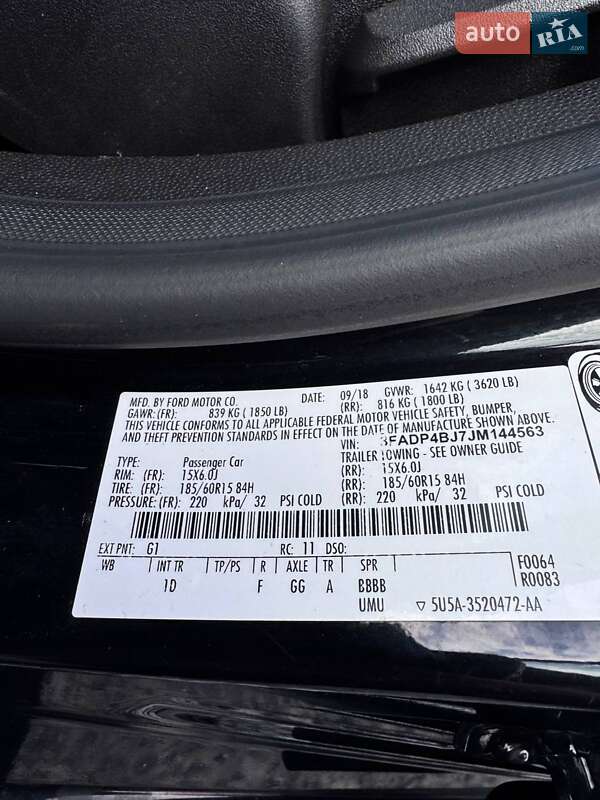 auto RIA .com
MFD. BY FORD MOTOR CO. DATE: 09/18 GVWR: 1642 KG ( 3620 LB)
GAWR: (FR): 839 KG ( 1850 LB) (RR): 816 KG ( 1800 LB)
THIS VEHICLE CONFORMS TO ALL APPLICABLE FEDERAL MOTOR VEHICLE SAFETY, BUMPER,
AND THEFT PREVENTION STANDARDS IN EFFECT ON THE DATE OF MANUFACTURE SHOWN ABOVE.
VIN: 3FADP4BJ7JM144563
TYPE: Passenger Car TRAILER TOWING - SEE OWNER GUIDE
RIM: (FR): 15X6.0J (RR): 15X6.0J
TIRE: (FR): 185/60R15 84H (RR): 185/60R15 84H
PRESSURE: (FR): 220 kPa/ 32 PSI COLD (RR): 220 kPa/ 32 PSI COLD
EXT PNT: G1 RC: 11 DSO:
WB INT TR TP/PS R AXLE TR SPR F0064
1D F GG A BBBB R0083
UMU ▽ 5U5A-3520472-AA